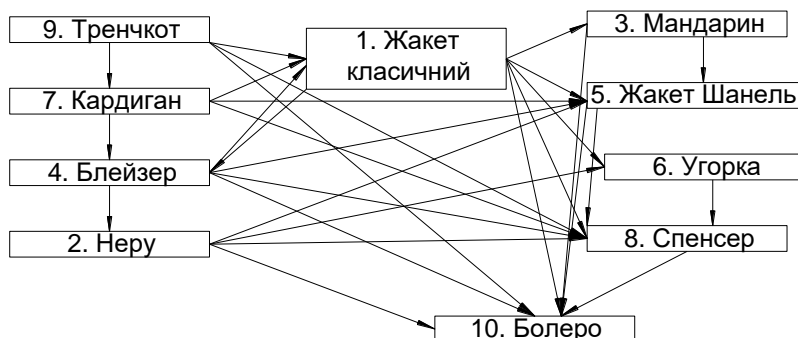 9. Тренчкот
1. Жакет
класичний
3. Мандарин
7. Кардиган
5. Жакет Шанель
4. Блейзер
6. Угорка
2. Неру
8. Спенсер
10. Болеро